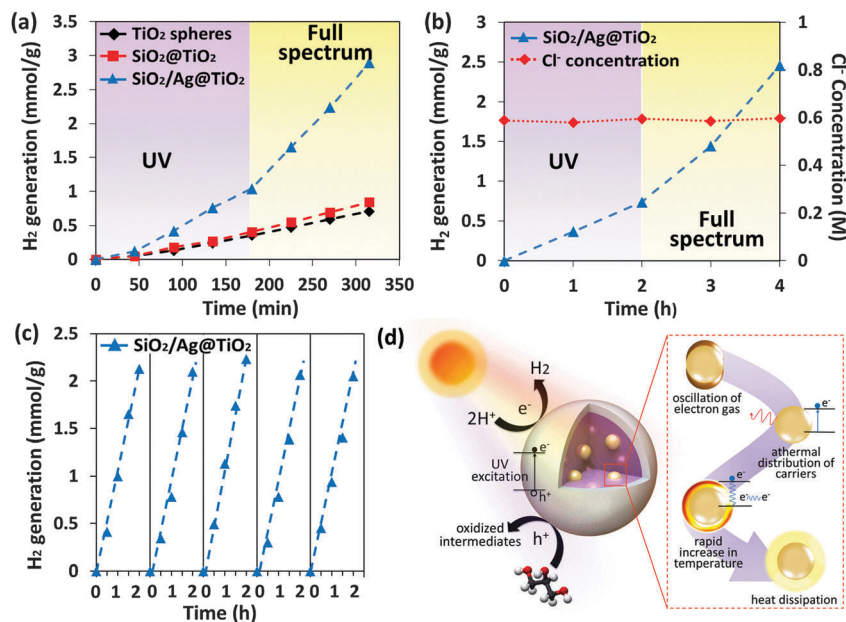 (a)
TiO₂ spheres
SiO₂@TiO₂
SiO₂/Ag@TiO₂
Full
spectrum
UV
H₂ generation (mmol/g)
3.5
3
2.5
2
1.5
1
0.5
0
0 50 100 150 200 250 300 350
Time (min)
(b)
SiO₂/Ag@TiO₂
Cl⁻ concentration
UV
Full
spectrum
H₂ generation (mmol/g)
3
2.5
2
1.5
1
0.5
0
Cl⁻ Concentration (M)
1
0.8
0.6
0.4
0.2
0
0 1 2 3 4
Time (h)
(c)
SiO₂/Ag@TiO₂
H₂ generation (mmol/g)
2.5
2
1.5
1
0.5
0
0 2 0 2 0 2 0 2 0 2
Time (h)
Time (h)
(d)
H₂
e⁻
2H⁺
e⁻
UV
excitation
h⁺
oxidized
intermediates
h⁺
oscillation of
electron gas
e⁻
athermal
distribution of
carriers
e⁻
e⁻ e⁻
rapid
increase in
temperature
heat dissipation